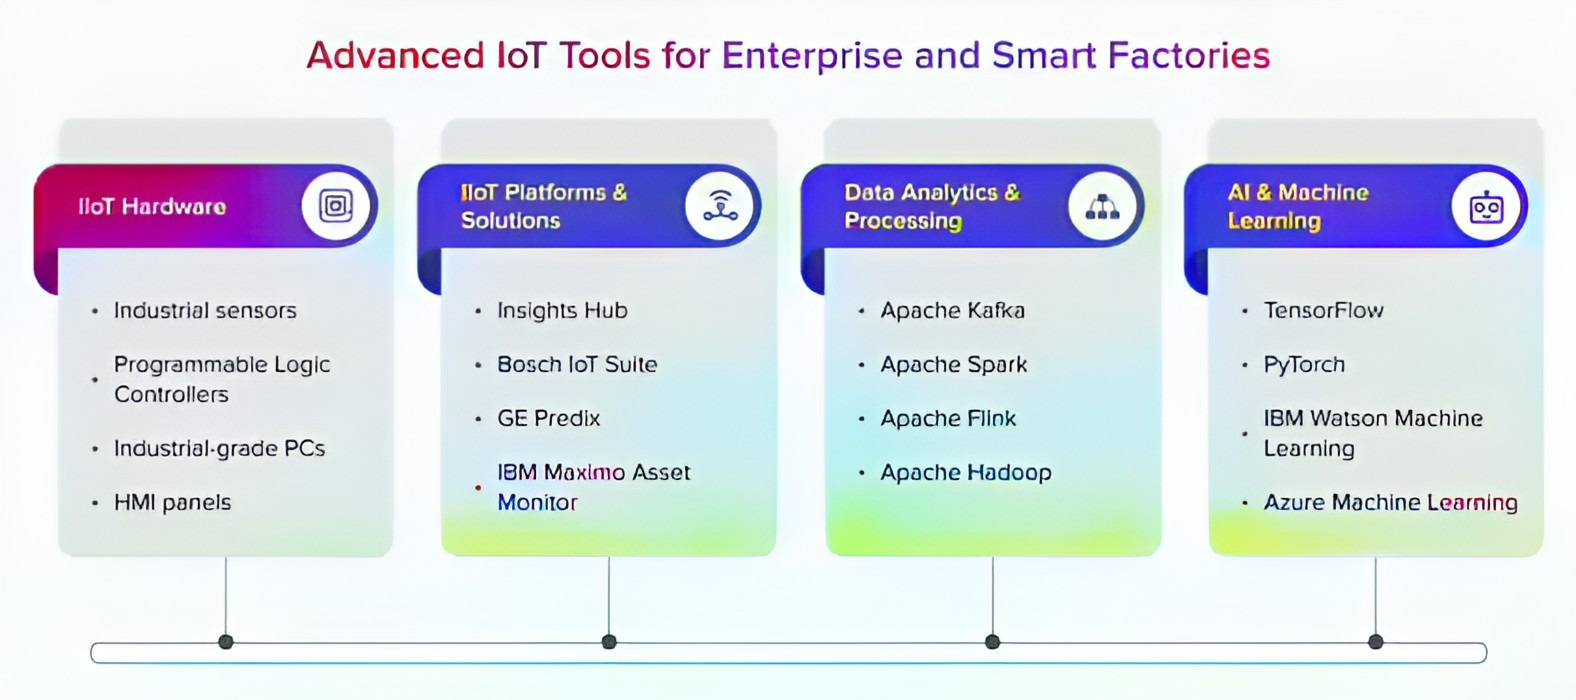 Advanced IoT Tools for Enterprise and Smart Factories
IIoT Hardware
Industrial sensors
Programmable Logic
Controllers
Industrial-grade PCs
HMI panels
IIoT Platforms &
Solutions
Insights Hub
Bosch IoT Suite
GE Predix
IBM Maximo Asset
Monitor
Data Analytics &
Processing
Apache Kafka
Apache Spark
Apache Flink
Apache Hadoop
AI & Machine
Learning
TensorFlow
PyTorch
IBM Watson Machine
Learning
Azure Machine Learning